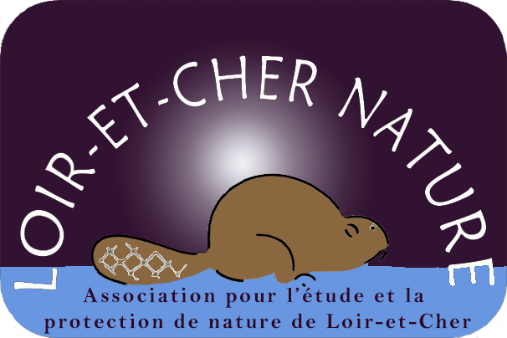 LOIR-ET-CHER NATURE
Association pour l'étude et la
protection de nature de Loir-et-Cher